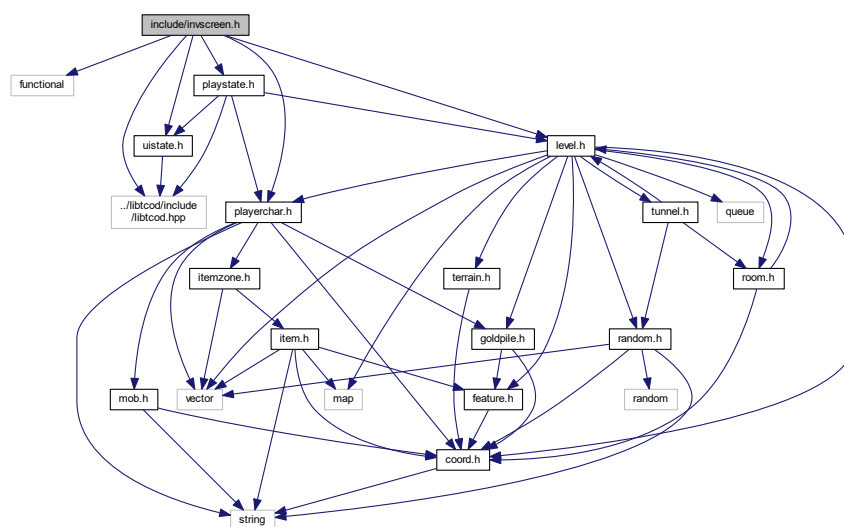 include/invscreen.h
functional
playstate.h
uistate.h
level.h
../libtcod/include
/libtcod.hpp
playerchar.h
tunnel.h
queue
itemzone.h
terrain.h
room.h
item.h
goldpile.h
random.h
mob.h
vector
map
feature.h
random
coord.h
string